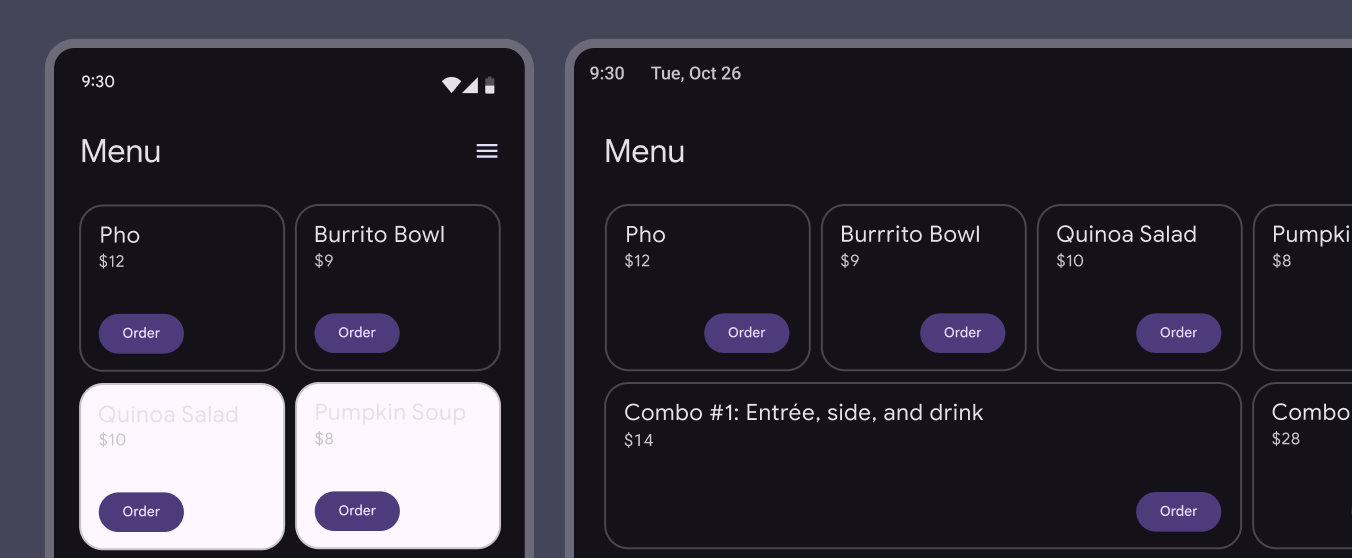 9:30
Menu
Pho
$12
Order
Burrito Bowl
$9
Order
Quinoa Salad
$10
Order
Pumpkin Soup
$8
Order
9:30 Tue, Oct 26
Menu
Pho
$12
Order
Burrrito Bowl
$9
Order
Quinoa Salad
$10
Order
Pumpki
$8
Combo #1: Entrée, side, and drink
$14
Order
Combo
$28